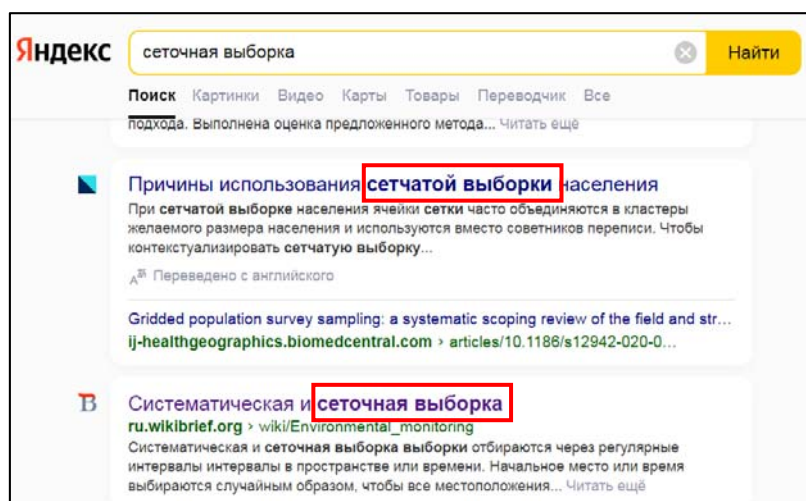 Яндекс сеточная выборка Найти
Поиск Картинки Видео Карты Товары Переводчик Все
подхода. Выполнена оценка предложенного метода... Читать ещё
Причины использования сетчатой выборки населения
При сетчатой выборке населения ячейки сетки часто объединяются в кластеры
желаемого размера населения и используются вместо советников переписи. Чтобы
контекстуализировать сетчатую выборку...
Переведено с английского
Gridded population survey sampling: a systematic scoping review of the field and str...
ij-healthgeographics.biomedcentral.com › articles/10.1186/s12942-020-0...
Систематическая и сеточная выборка
ru.wikibrief.org › wiki/Environmental_monitoring
Систематическая и сеточная выборка выборки отбираются через регулярные
интервалы интервалы в пространстве или времени. Начальное место или время
выбираются случайным образом, чтобы все местоположения... Читать ещё